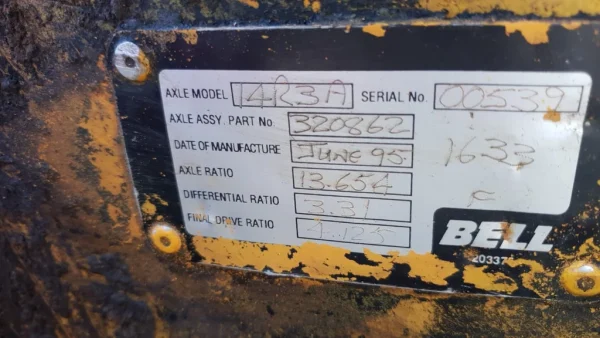 AXLE MODEL 14R3A SERIAL No. 00539
AXLE ASSY. PART No 320862
DATE OF MANUFACTURE JUNE 95. 1633
AXLE RATIO 13.654
DIFFERENTIAL RATIO 3.31
FINAL DRIVE RATIO .125
BELL
20337